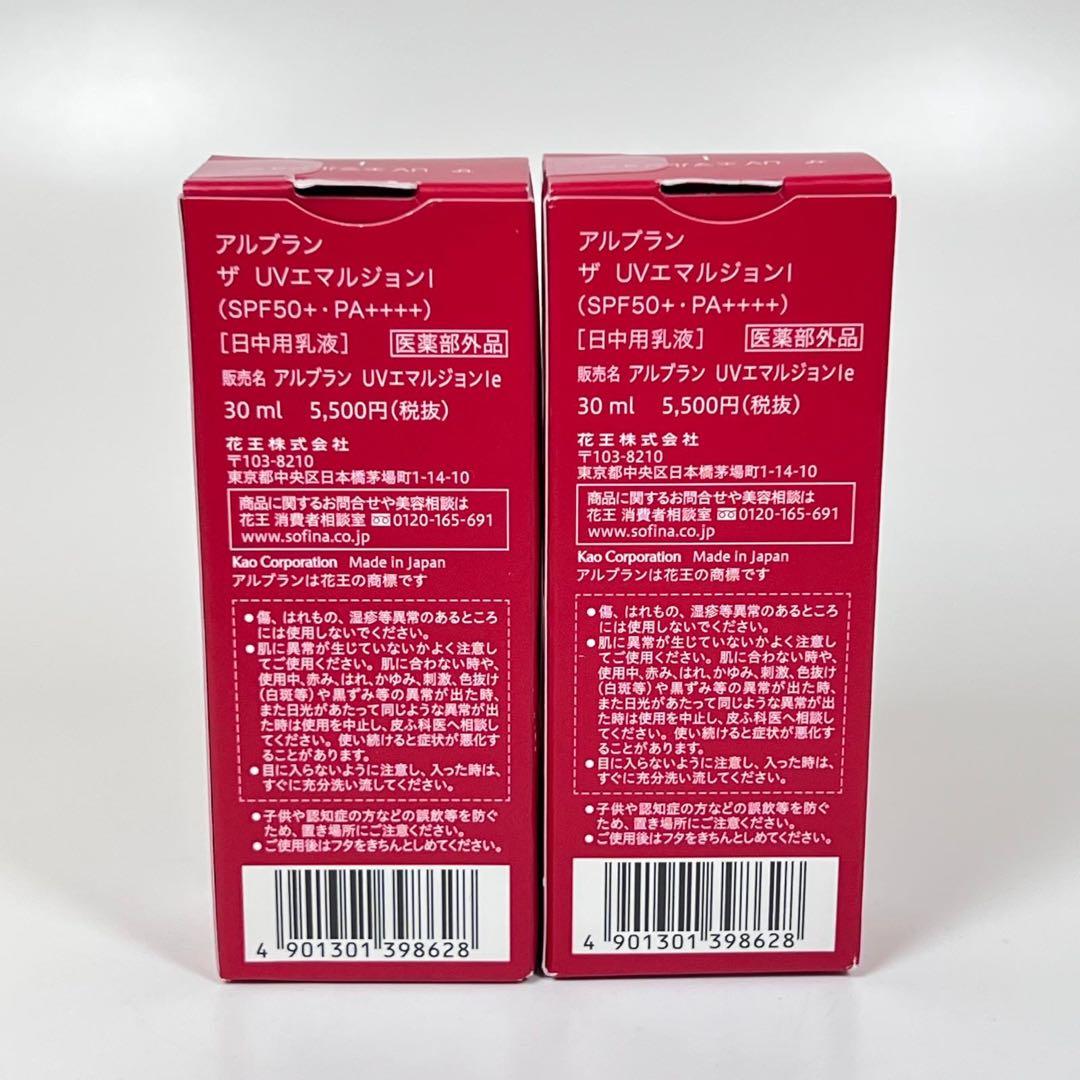 アルブラン
ザ UVエマルジョンI
(SPF50+・PA++++)
[日中用乳液] 医薬部外品
販売名 アルブラン UVエマルジョンIe
30 ml 5,500円(税抜)
花王株式会社
〒103-8210
東京都中央区日本橋茅場町1-14-10
商品に関するお問合せや美容相談は
花王 消費者相談室 0120-165-691
www.sofina.co.jp
Kao Corporation Made in Japan
アルブランは花王の商標です
●傷、はれもの、湿疹等異常のあるところ
には使用しないでください。
●肌に異常が生じていないかよく注意し
てご使用ください。肌に合わない時や、
使用中、赤み、はれ、かゆみ、刺激、色抜け
(白斑等)や黒ずみ等の異常が出た時、
また日光があたって同じような異常が出
た時は使用を中止し、皮ふ科医へ相談し
てください。使い続けると症状が悪化す
ることがあります。
●目に入らないように注意し、入った時は、
すぐに充分洗い流してください。
●子供や認知症の方などの誤飲等を防ぐ
ため、置き場所にご注意ください。
●ご使用後はフタをきちんとしめてください。
4 901301 398628
アルブラン
ザ UVエマルジョンI
(SPF50+・PA++++)
[日中用乳液] 医薬部外品
販売名 アルブラン UVエマルジョンIe
30 ml 5,500円(税抜)
花王株式会社
〒103-8210
東京都中央区日本橋茅場町1-14-10
商品に関するお問合せや美容相談は
花王 消費者相談室 0120-165-691
www.sofina.co.jp
Kao Corporation Made in Japan
アルブランは花王の商標です
●傷、はれもの、湿疹等異常のあるところ
には使用しないでください。
●肌に異常が生じていないかよく注意し
てご使用ください。肌に合わない時や、
使用中、赤み、はれ、かゆみ、刺激、色抜け
(白斑等)や黒ずみ等の異常が出た時、
また日光があたって同じような異常が出
た時は使用を中止し、皮ふ科医へ相談し
てください。使い続けると症状が悪化す
ることがあります。
●目に入らないように注意し、入った時は、
すぐに充分洗い流してください。
●子供や認知症の方などの誤飲等を防ぐ
ため、置き場所にご注意ください。
●ご使用後はフタをきちんとしめてください。
4 901301 398628